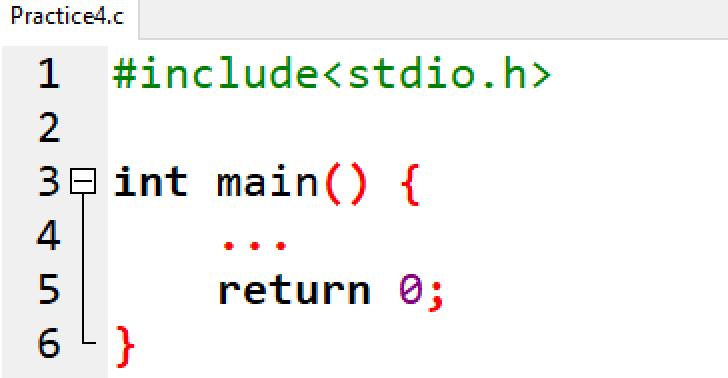 Practice4.c
1 #include<stdio.h>
2
3 int main() {
4 ...
5 return 0;
6 }